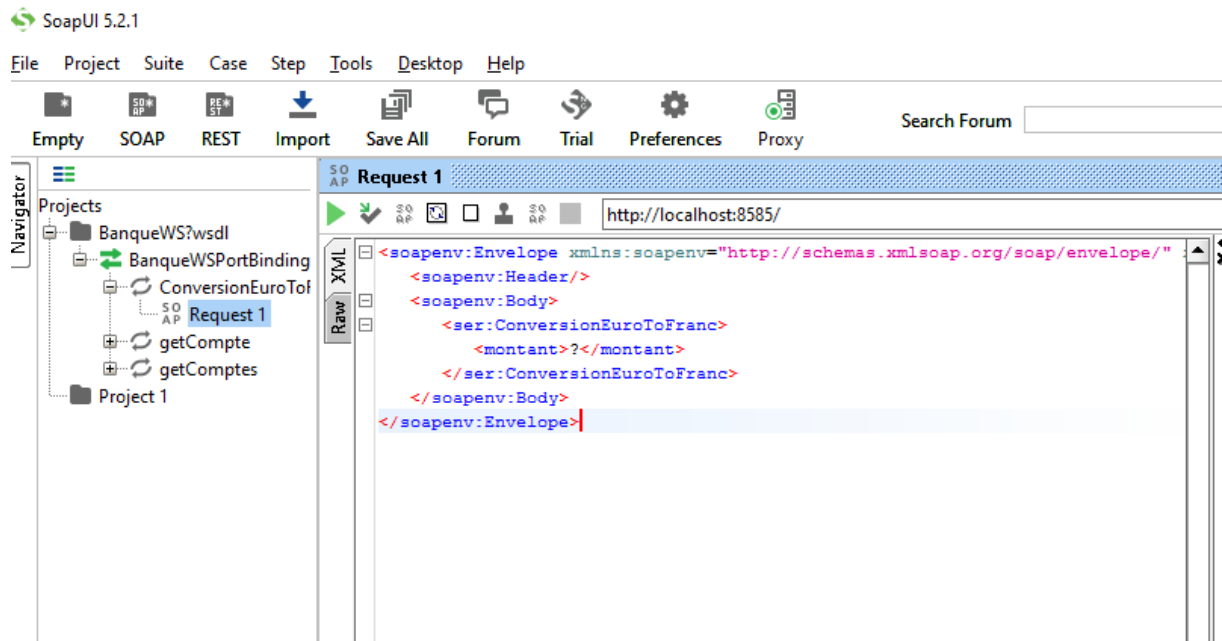 SoapUI 5.2.1
File Project Suite Case Step Tools Desktop Help
Empty SOAP REST Import Save All Forum Trial Preferences Proxy Search Forum
Navigator
Projects
BanqueWS?wsdl
BanqueWSPortBinding
ConversionEuroTo
SOAP Request 1
getCompte
getComptes
Project 1
SOAP Request 1
http://localhost:8585/
XML
Raw
<soapenv:Envelope xmlns:soapenv="http://schemas.xmlsoap.org/soap/envelope/"
<soapenv:Header/>
<soapenv:Body>
<ser:ConversionEuroToFranc>
<montant>?</montant>
</ser:ConversionEuroToFranc>
</soapenv:Body>
</soapenv:Envelope>